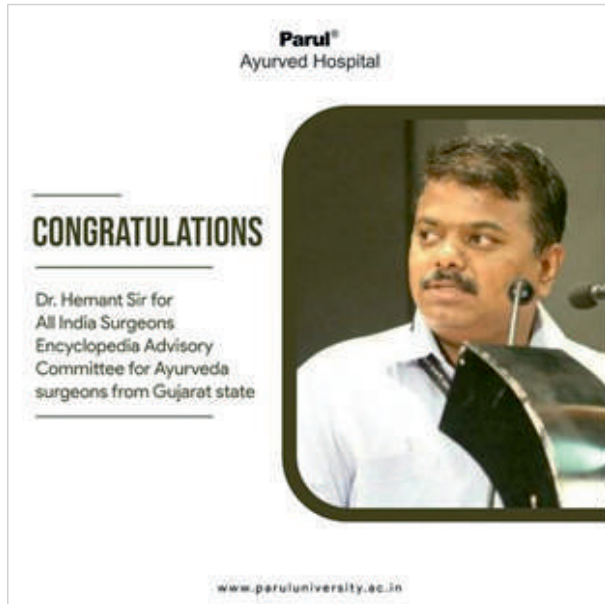 Parul®
Ayurved Hospital
CONGRATULATIONS
Dr. Hemant Sir for
All India Surgeons
Encyclopedia Advisory
Committee for Ayurveda
surgeons from Gujarat state
www.paruluniversity.ac.in